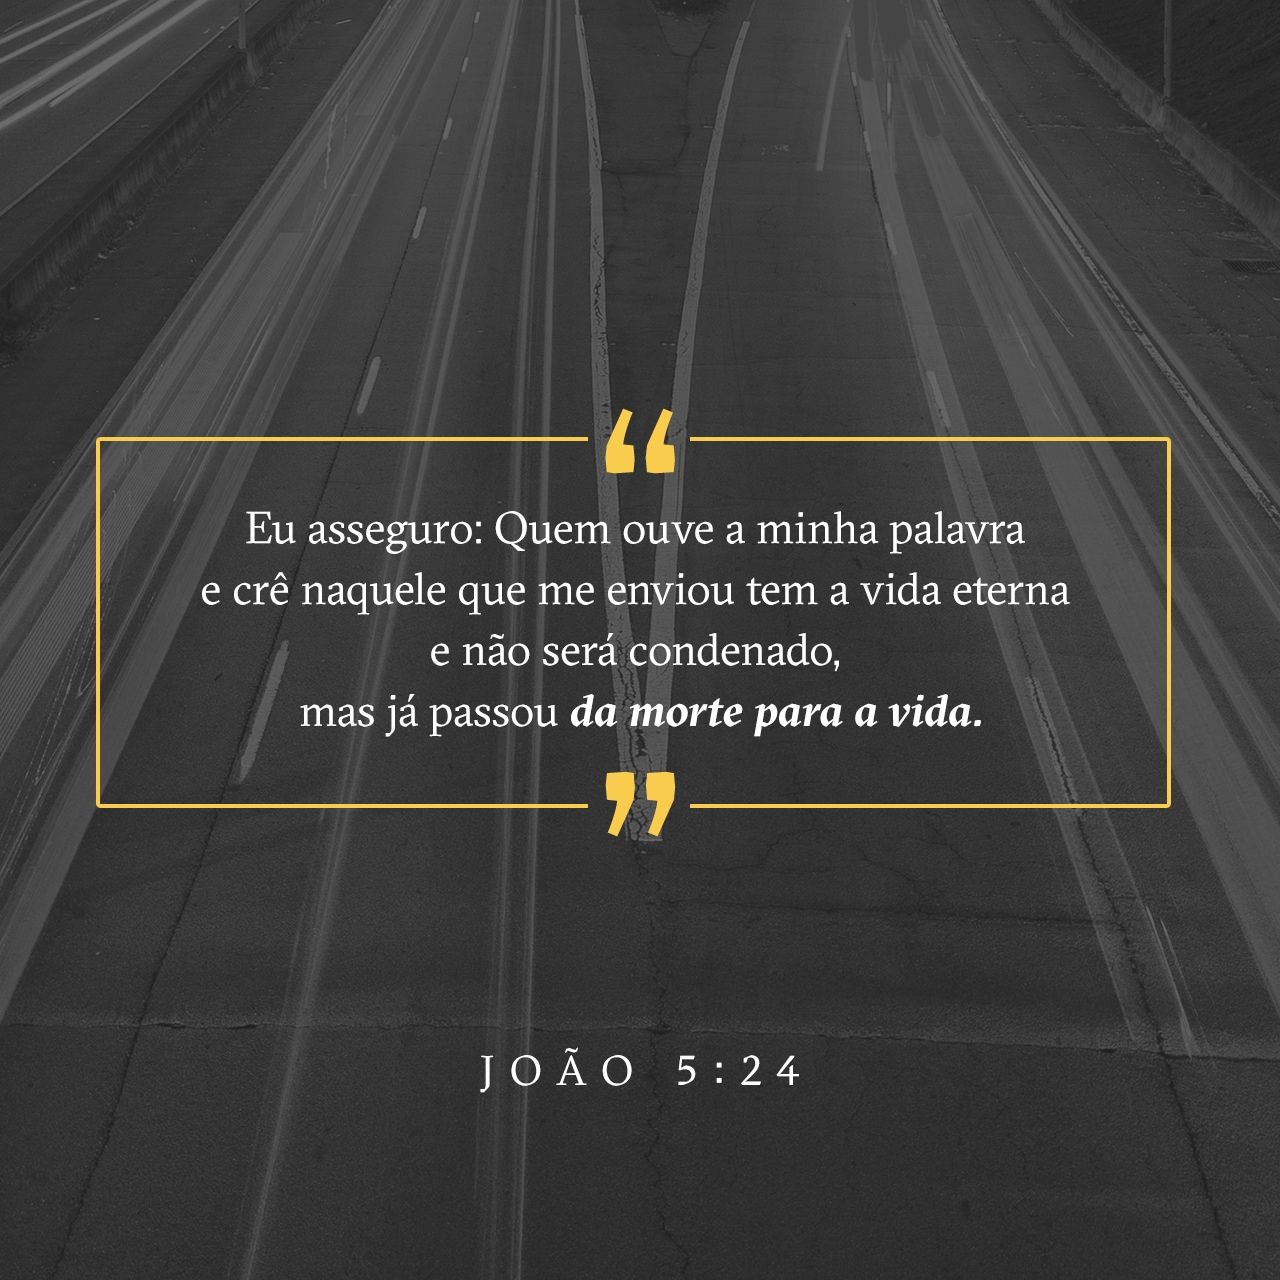 “
Eu asseguro: Quem ouve a minha palavra
e crê naquele que me enviou tem a vida eterna
e não será condenado,
mas já passou da morte para a vida.
”
JOÃO 5:24